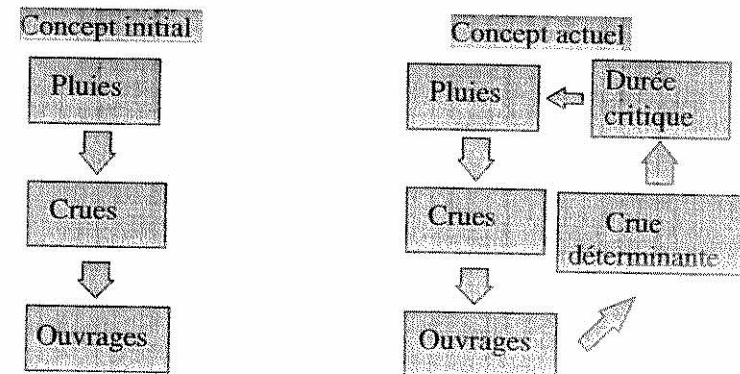 Concept initial
Pluies
Crues
Ouvrages
Concept actuel
Pluies
Durée
critique
Crues
Crue
déterminante
Ouvrages